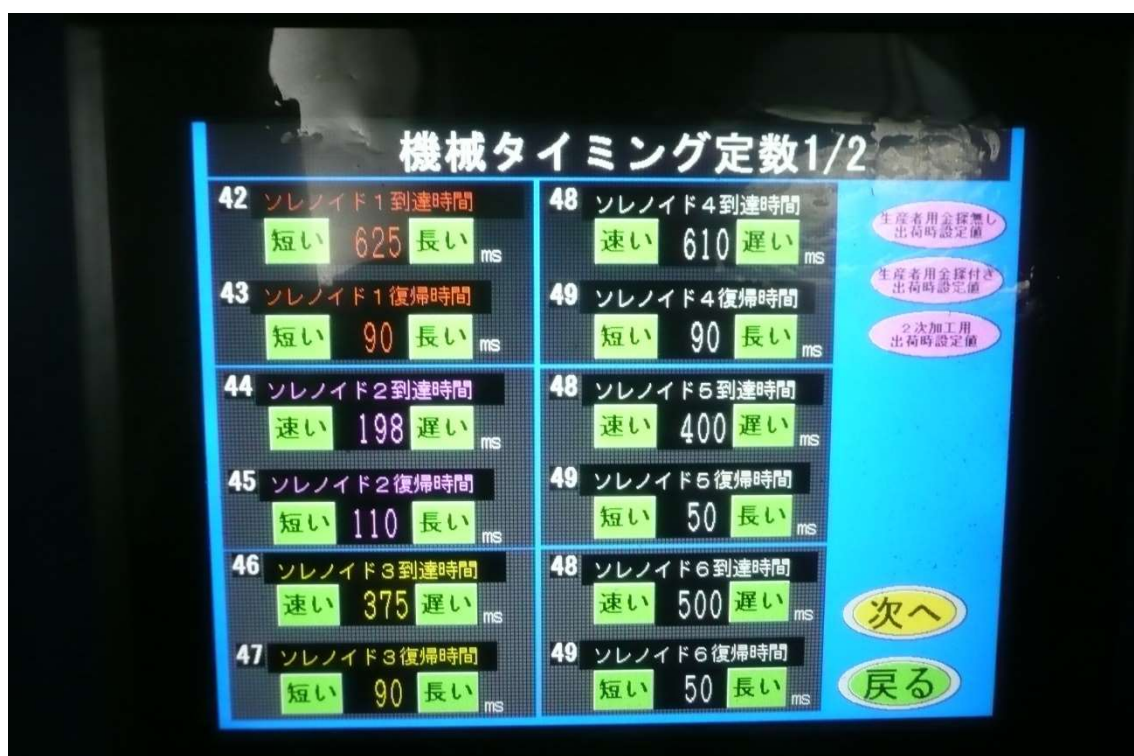 機械タイミング定数1/2
42 ソレノイド1到達時間
短い 625 長い ms
43 ソレノイド1復帰時間
短い 90 長い ms
44 ソレノイド2到達時間
速い 198 遅い ms
45 ソレノイド2復帰時間
短い 110 長い ms
46 ソレノイド3到達時間
速い 375 遅い ms
47 ソレノイド3復帰時間
短い 90 長い ms
48 ソレノイド4到達時間
速い 610 遅い ms
49 ソレノイド4復帰時間
短い 90 長い ms
48 ソレノイド5到達時間
速い 400 遅い ms
49 ソレノイド5復帰時間
短い 50 長い ms
48 ソレノイド6到達時間
速い 500 遅い ms
49 ソレノイド6復帰時間
短い 50 長い ms
生産者用金揉無し
出荷時設定値
生産者用金揉付き
出荷時設定値
2次加工用
出荷時設定値
次へ
戻る